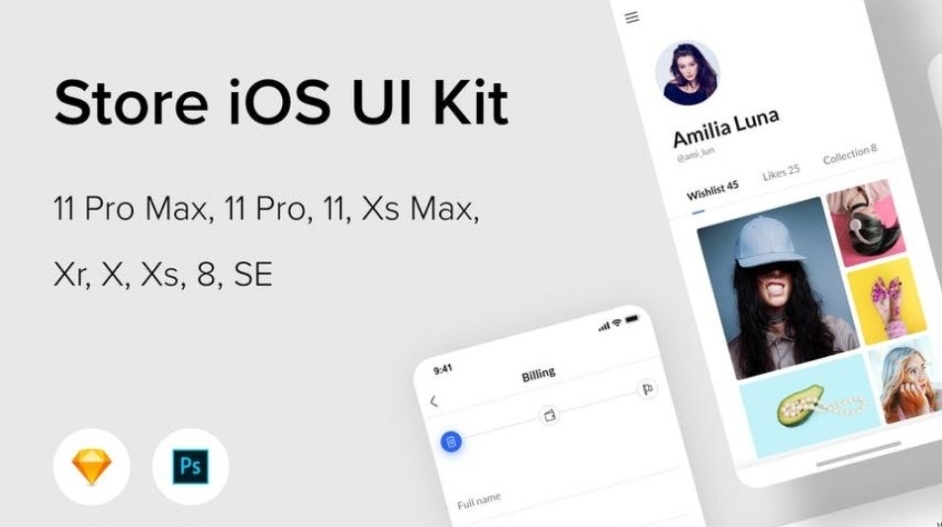 Store iOS UI Kit
11 Pro Max, 11 Pro, 11, Xs Max,
Xr, X, Xs, 8, SE
Ps
Amilia Luna
@ami_lun
Wishlist 45 Likes 25 Collection 8
9:41
Billing
Full name